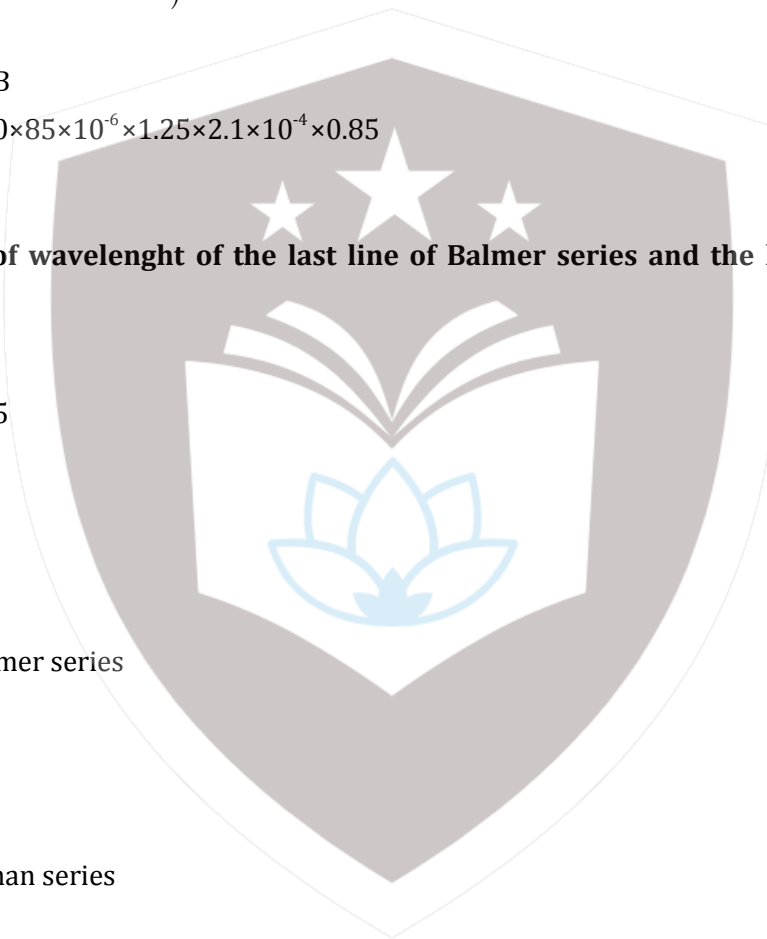 )
3
0×85×10⁻⁶×1.25×2.1×10⁻⁴×0.85
of wavelenght of the last line of Balmer series and the
5
mer series
nan series